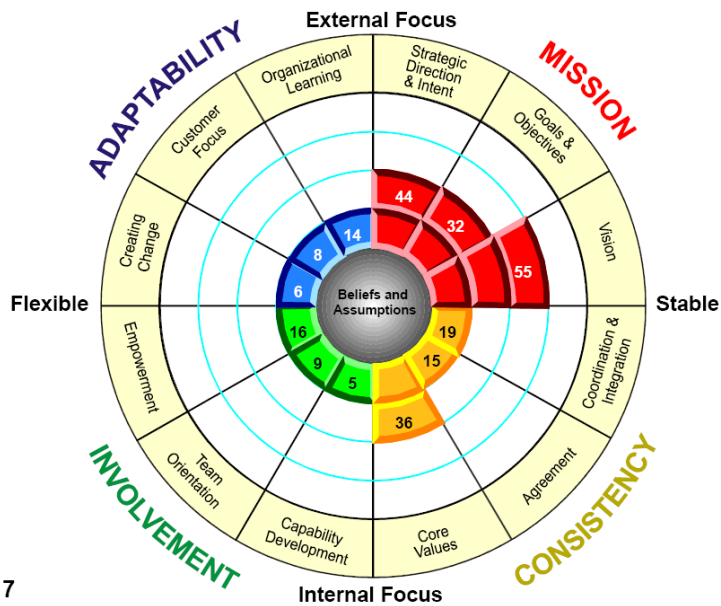 External Focus
ADAPTABILITY
MISSION
Organizational
Learning
Strategic
Direction
& Intent
Customer
Focus
Goals &
Objectives
Creating
Change
Vision
44
32
55
14
8
6
Flexible
Beliefs and
Assumptions
Stable
16
9
5
19
15
36
Empowerment
Coordination &
Integration
Team
Orientation
Agreement
Capability
Development
Core
Values
INVOLVEMENT
CONSISTENCY
7
Internal Focus